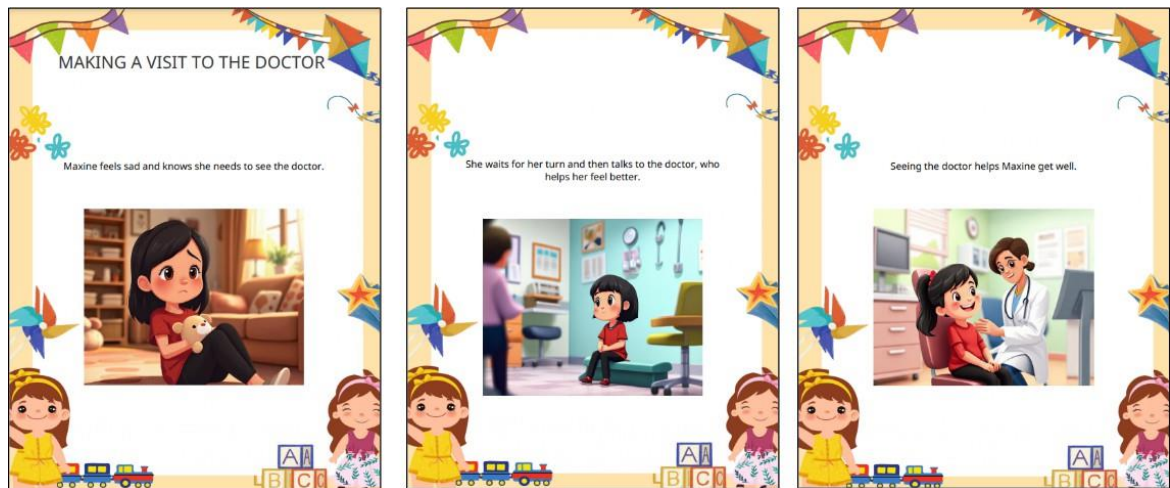 MAKING A VISIT TO THE DOCTOR
Maxine feels sad and knows she needs to see the doctor.
A
B C
She waits for her turn and then talks to the doctor, who
helps her feel better.
A A
B C C
Seeing the doctor helps Maxine get well.
A A
B C C